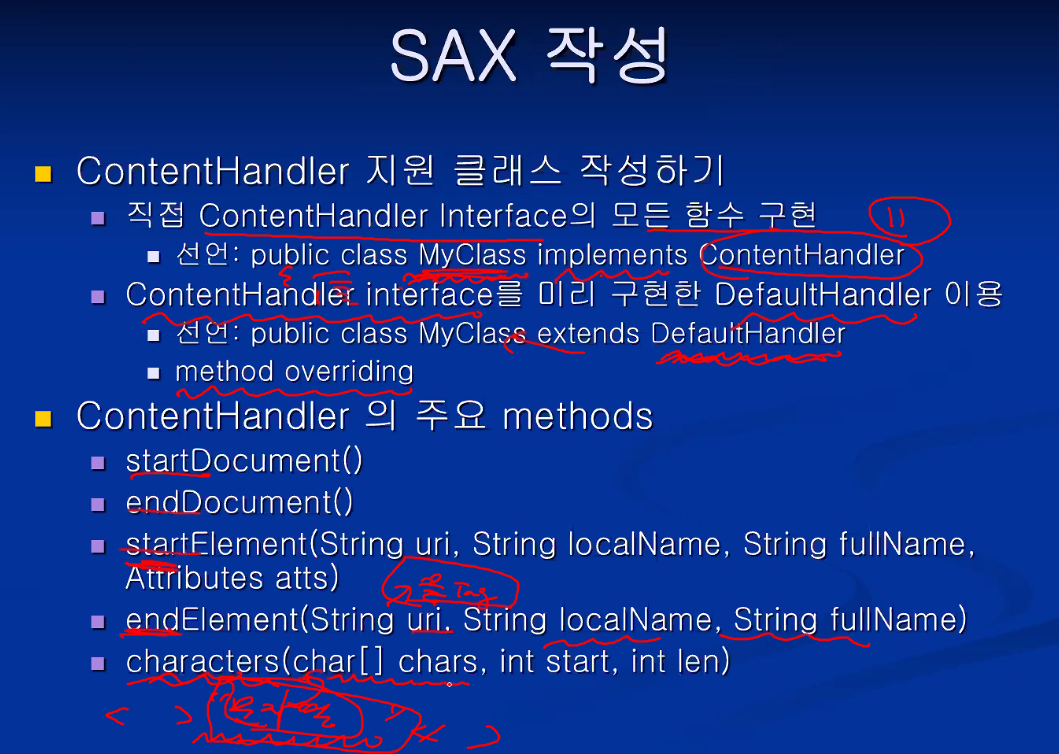 SAX 작성
ContentHandler 지원 클래스 작성하기
직접 ContentHandler Interface의 모든 함수 구현
11
선언: public class MyClass implements ContentHandler
ContentHandler interface를 미리 구현한 DefaultHandler 이용
선언: public class MyClass extends DefaultHandler
method overriding
ContentHandler 의 주요 methods
startDocument()
endDocument()
startElement(String uri, String localName, String fullName,
Attributes atts)
Tag
endElement(String uri, String localName, String fullName)
characters(char[] chars, int start, int len)
< > < >